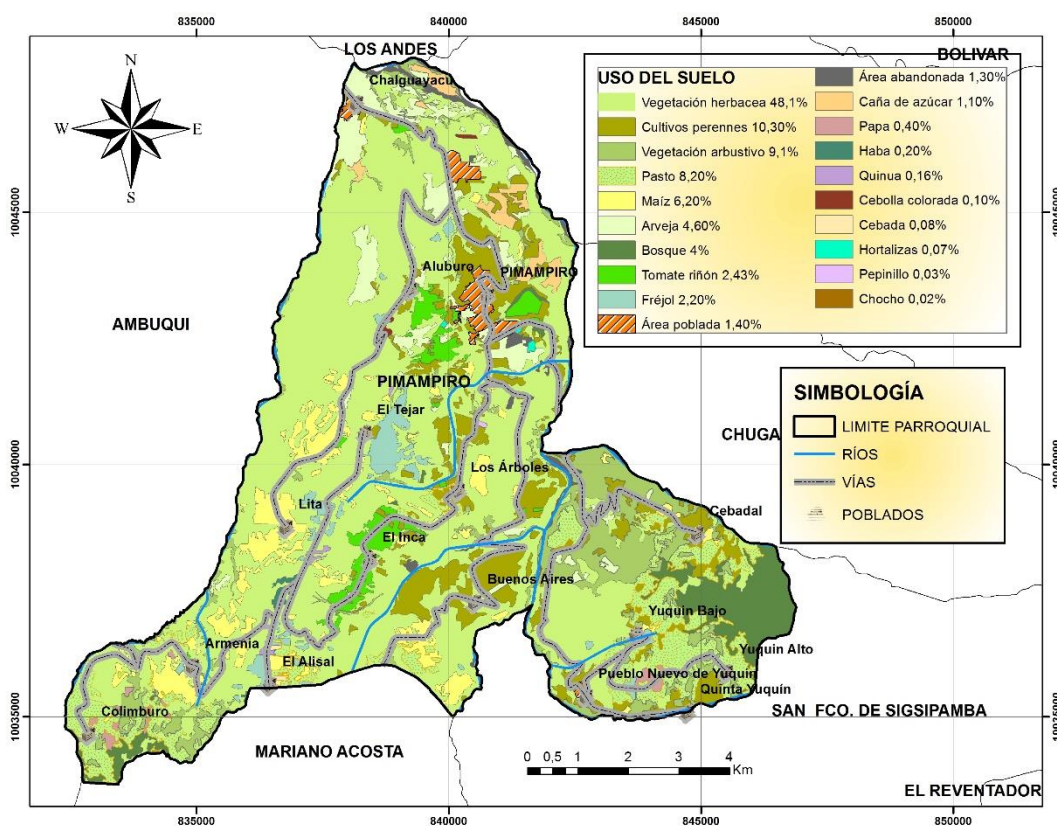 835000 840000 845000 850000
LOS ANDES
BOLIVAR
Chalguayacu
N
W E
S
USO DEL SUELO
Vegetación herbacea 48,1%
Cultivos perennes 10,30%
Vegetación arbustivo 9,1%
Pasto 8,20%
Maíz 6,20%
Arveja 4,60%
Bosque 4%
Tomate riñón 2,43%
Fréjol 2,20%
Área poblada 1,40%
Área abandonada 1,30%
Caña de azúcar 1,10%
Papa 0,40%
Haba 0,20%
Quinua 0,16%
Cebolla colorada 0,10%
Cebada 0,08%
Hortalizas 0,07%
Pepinillo 0,03%
Chocho 0,02%
10045000
10045000
Aluburo
PIMAMPIRO
AMBUQUI
PIMAMPIRO
El Tejar
SIMBOLOGÍA
LIMITE PARROQUIAL
RÍOS
VÍAS
POBLADOS
CHUGA
10040000
10040000
Los Árboles
Lita
Cebadal
El Inca
Buenos Aires
Yuquin Bajo
Armenia
Yuquin Alto
El Alisal
Pueblo Nuevo de Yuquin
Quinta Yuquín
Colimburo
10035000
10035000
SAN FCO. DE SIGSIPAMBA
MARIANO ACOSTA
0 0,5 1 2 3 4
Km
EL REVENTADOR
835000 840000 845000 850000